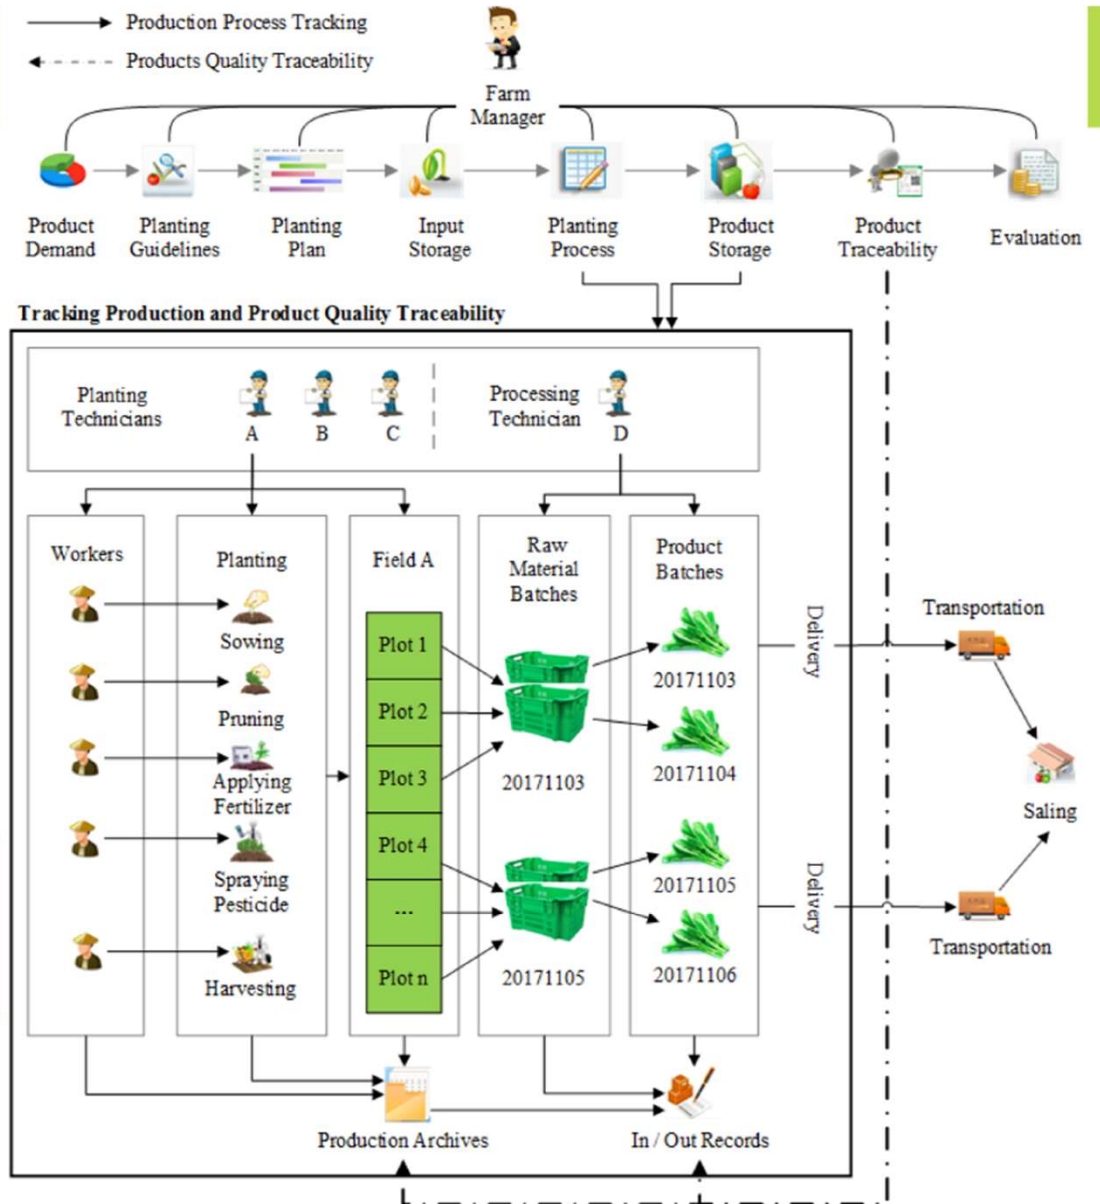 Production Process Tracking
Products Quality Traceability
Farm
Manager
Product
Demand
Planting
Guidelines
Planting
Plan
Input
Storage
Planting
Process
Product
Storage
Product
Traceability
Evaluation
Tracking Production and Product Quality Traceability
Planting
Technicians
A
B
C
Processing
Technician
D
Workers
Planting
Sowing
Pruning
Applying
Fertilizer
Spraying
Pesticide
Harvesting
Field A
Plot 1
Plot 2
Plot 3
Plot 4
...
Plot n
Raw
Material
Batches
20171103
20171105
Product
Batches
20171103
20171104
20171105
20171106
Delivery
Delivery
Transportation
Saling
Transportation
Production Archives
In / Out Records